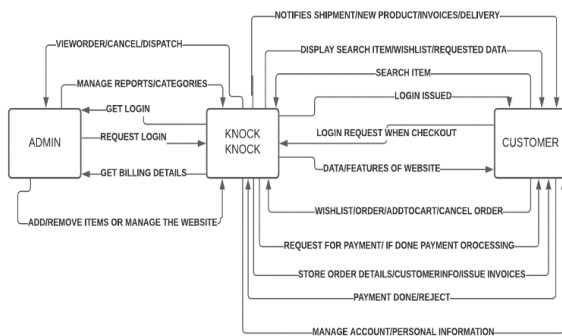 NOTIFIES SHIPMENT/NEW PRODUCT/INVOICES/DELIVERY
VIEWORDER/CANCEL/DISPATCH
DISPLAY SEARCH ITEM/WISHLIST/REQUESTED DATA
SEARCH ITEM
MANAGE REPORTS/CATEGORIES
LOGIN ISSUED
GET LOGIN
ADMIN
REQUEST LOGIN
KNOCK
KNOCK
LOGIN REQUEST WHEN CHECKOUT
CUSTOMER
GET BILLING DETAILS
DATA/FEATURES OF WEBSITE
WISHLIST/ORDER/ADDTOCART/CANCEL ORDER
ADD/REMOVE ITEMS OR MANAGE THE WEBSITE
REQUEST FOR PAYMENT/ IF DONE PAYMENT OROCESSING
STORE ORDER DETAILS/CUSTOMERINFO/ISSUE INVOICES
PAYMENT DONE/REJECT
MANAGE ACCOUNT/PERSONAL INFORMATION